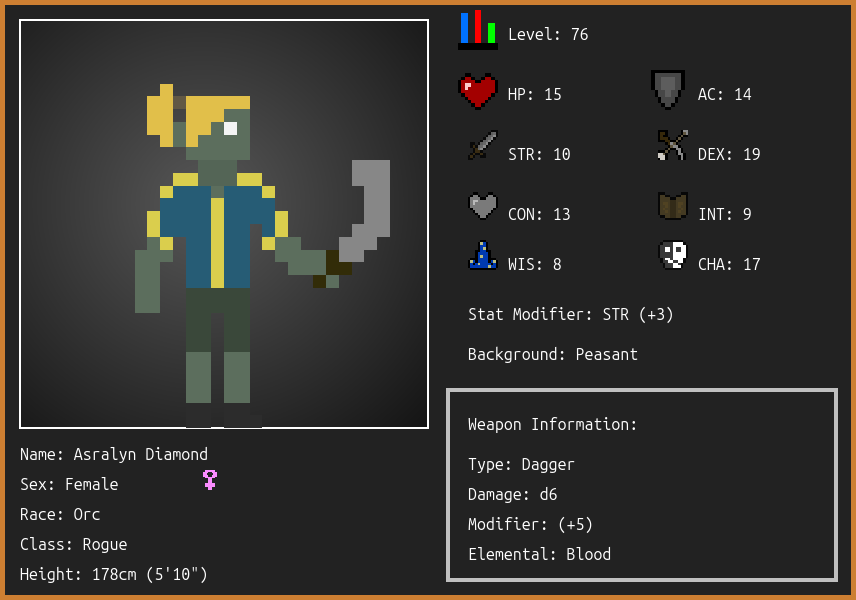 Level: 76
HP: 15
AC: 14
STR: 10
DEX: 19
CON: 13
INT: 9
WIS: 8
CHA: 17
Stat Modifier: STR (+3)
Background: Peasant
Weapon Information:
Type: Dagger
Damage: d6
Modifier: (+5)
Elemental: Blood
Name: Asralyn Diamond
Sex: Female
Race: Orc
Class: Rogue
Height: 178cm (5'10")